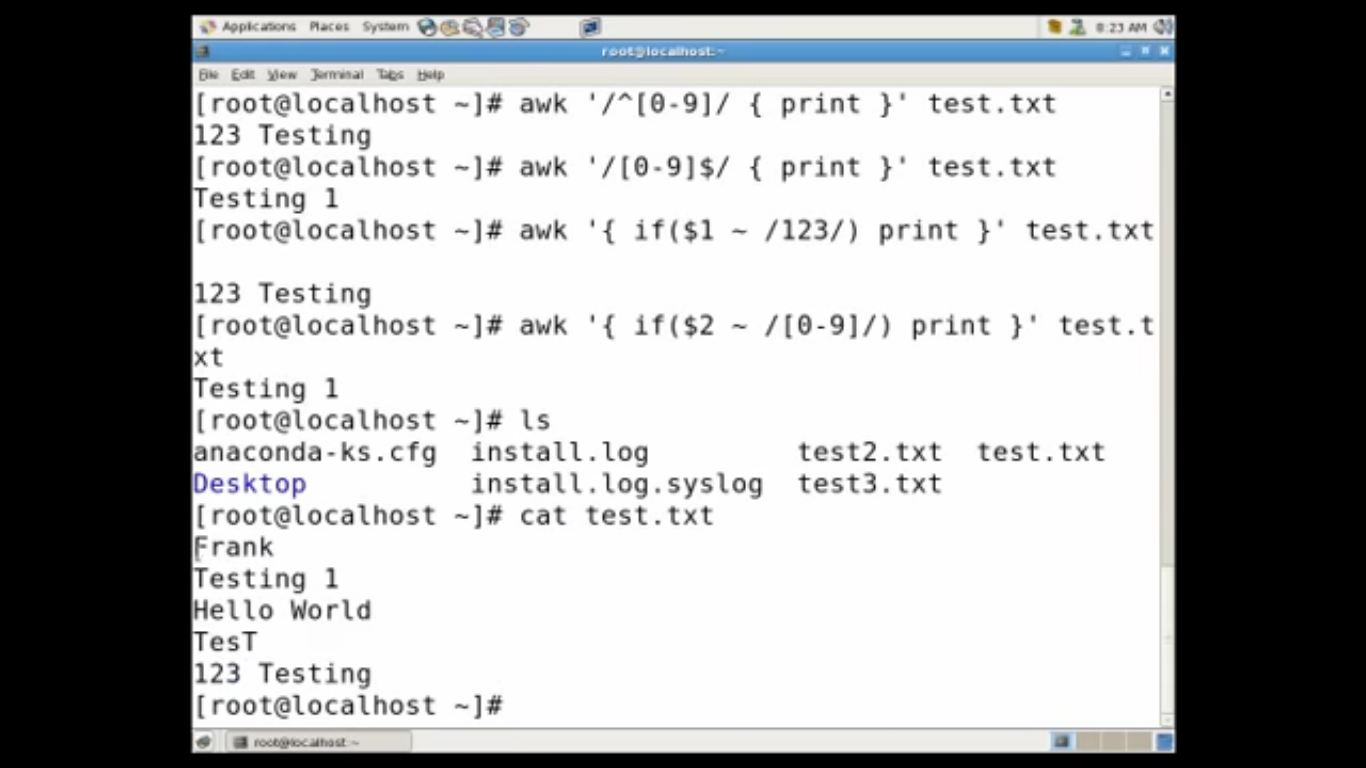 Applications Places System 8:23 AM
root@localhost:~
File Edit View Terminal Tabs Help
[root@localhost ~]# awk '/^[0-9]/ { print }' test.txt
123 Testing
[root@localhost ~]# awk '/[0-9]$/ { print }' test.txt
Testing 1
[root@localhost ~]# awk '{ if($1 ~ /123/) print }' test.txt
123 Testing
[root@localhost ~]# awk '{ if($2 ~ /[0-9]/) print }' test.t
xt
Testing 1
[root@localhost ~]# ls
anaconda-ks.cfg install.log test2.txt test.txt
Desktop install.log.syslog test3.txt
[root@localhost ~]# cat test.txt
Frank
Testing 1
Hello World
TesT
123 Testing
[root@localhost ~]#
root@localhost:~